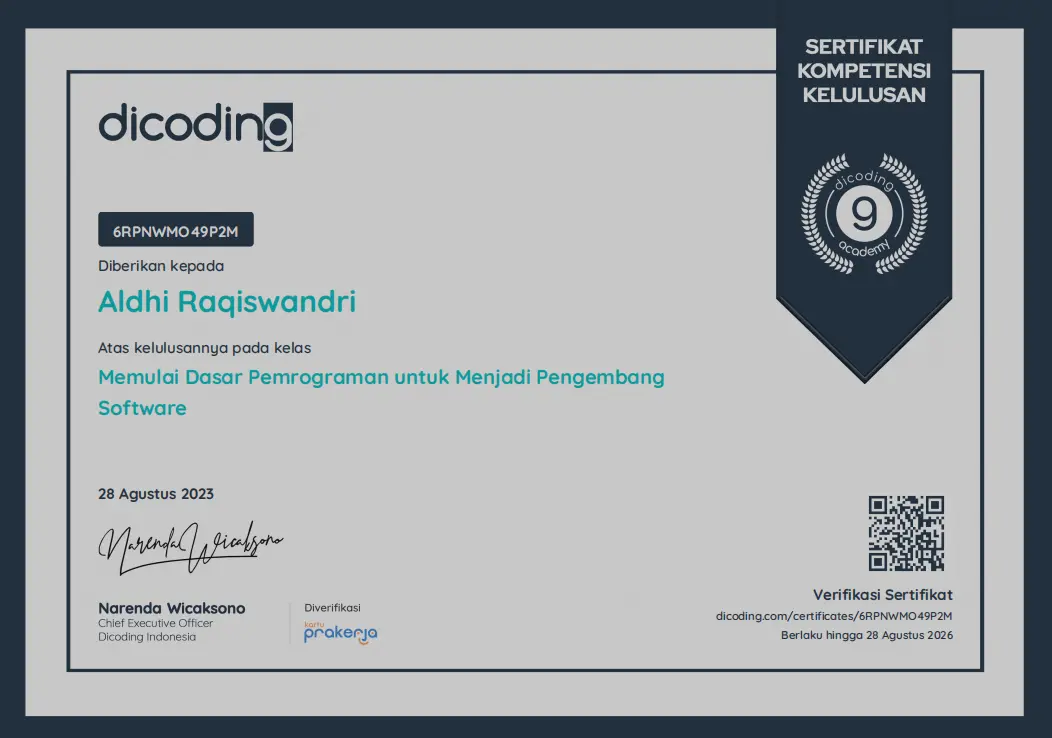 SERTIFIKAT
KOMPETENSI
KELULUSAN
dicoding
dicoding
academy
6RPNWMO49P2M
Diberikan kepada
Aldhi Raqiswandri
Atas kelulusannya pada kelas
Memulai Dasar Pemrograman untuk Menjadi Pengembang
Software
28 Agustus 2023
Narenda Wicaksono
Narenda Wicaksono
Chief Executive Officer
Dicoding Indonesia
Diverifikasi
kartu
prakerja
Verifikasi Sertifikat
dicoding.com/certificates/6RPNWMO49P2M
Berlaku hingga 28 Agustus 2026